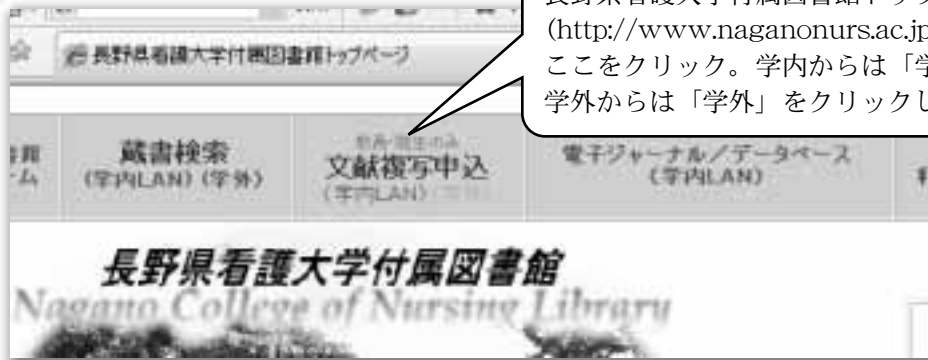 長野県看護大学付属図書館トップ
(http://www.naganonurs.ac.jp
ここをクリック。学内からは「学
学外からは「学外」をクリックし
長野県看護大学付属図書館トップページ
蔵書検索
(学内LAN) (学外)
教員・院生のみ
文献複写申込
(学内LAN)
電子ジャーナル/データベース
(学内LAN)
長野県看護大学付属図書館
Nagano College of Nursing Library